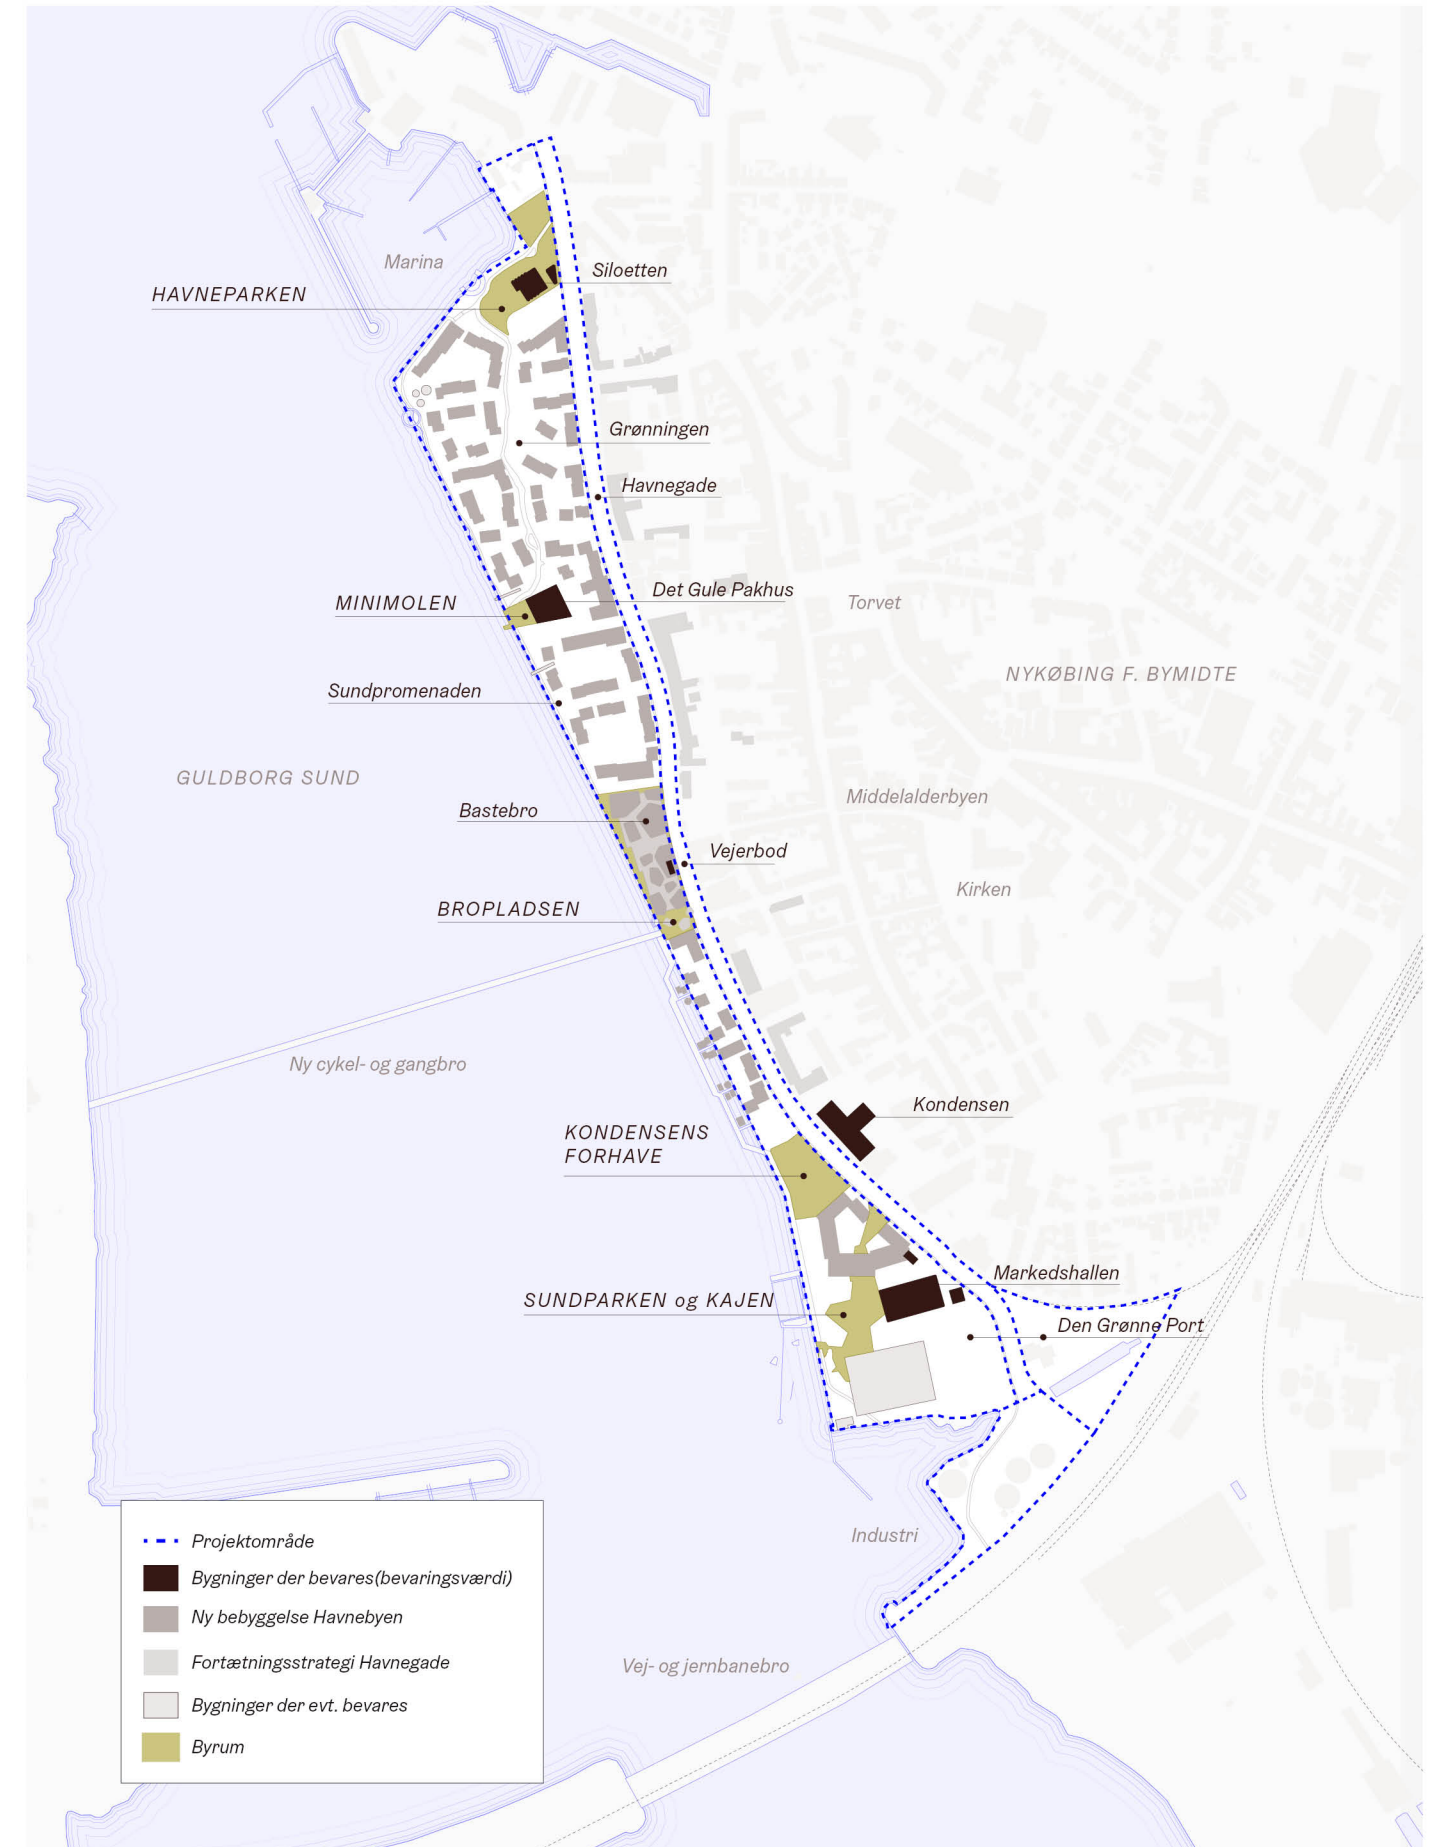 Marina
Siloetten
HAVNEPARKEN
Grønningen
Havnegade
Det Gule Pakhus
MINIMOLEN
Torvet
NYKØBING F. BYMIDTE
Sundpromenaden
GULDBORG SUND
Middelalderbyen
Bastebro
Vejerbod
Kirken
BROPLADSEN
Ny cykel- og gangbro
Kondensen
KONDENSENS
FORHAVE
Markedshallen
SUNDPARKEN og KAJEN
Den Grønne Port
Industri
Vej- og jernbanebro
Projektområde
Bygninger der bevares(bevaringsværdi)
Ny bebyggelse Havnebyen
Fortætningsstrategi Havnegade
Bygninger der evt. bevares
Byrum